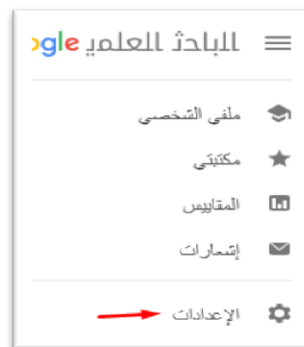 الباحث العلمي ogle
ملفي الشخصي
مكتبتي
المقاييس
إشعارات
الإعدادات